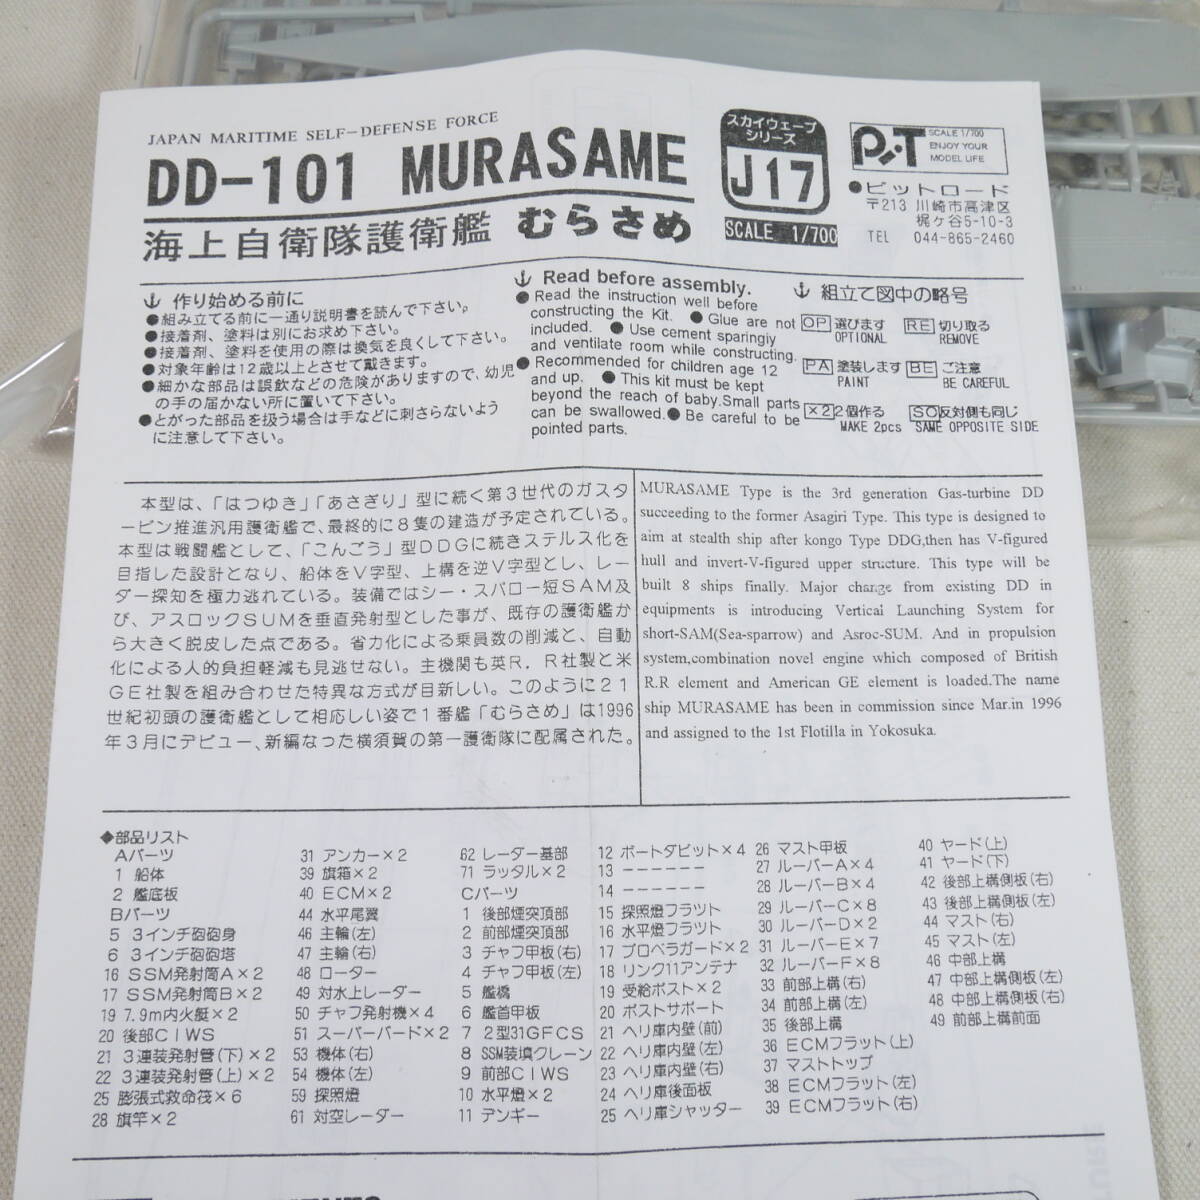 JAPAN MARITIME SELF-DEFENSE FORCE
DD-101 MURASAME
海上自衛隊護衛艦 むらさめ
スカイウェーブ
シリーズ
J17
SCALE 1/700
PiT
SCALE 1/700
ENJOY YOUR
MODEL LIFE
●ピットロード
〒213 川崎市高津区
梶ヶ谷5-10-3
TEL 044-865-2460
作り始める前に
●組み立てる前に一通り説明書を読んで下さい。
●接着剤、塗料は別にお求め下さい。
●接着剤、塗料を使用の際は換気を良くして下さい。
●対象年齢は12歳以上とさせて戴きます。
●細かな部品は誤飲などの危険がありますので、幼児
の手の届かない所に置いて下さい。
●とがった部品を扱う場合は手などに刺さらないよう
に注意して下さい。
Read before assembly.
●Read the instruction well before
constructing the Kit. ●Glue are not
included. ●Use cement sparingly
and ventilate room while constructing.
●Recommended for children age 12
and up. ●This kit must be kept
beyond the reach of baby.Small parts
can be swallowed.●Be careful to be
pointed parts.
組立て図中の略号
OP 選びます
OPTIONAL
RE 切り取る
REMOVE
PA 塗装します
PAINT
BE ご注意
BE CAREFUL
×2 2個作る
MAKE 2pcs
SO 反対側も同じ
SAME OPPOSITE SIDE
本型は、「はつゆき」「あさぎり」型に続く第3世代のガスタ
ービン推進汎用護衛艦で、最終的に8隻の建造が予定されている。
本型は戦闘艦として、「こんごう」型DDGに続きステルス化を
目指した設計となり、船体をV字型、上構を逆V字型とし、レー
ダー探知を極力逃れている。装備ではシー・スパロー短SAM及
び、アスロックSUMを垂直発射型とした事が、既存の護衛艦か
ら大きく脱皮した点である。省力化による乗員数の削減と、自動
化による人的負担軽減も見逃せない。主機関も英R．R社製と米
GE社製を組み合わせた特異な方式が目新しい。このように21
世紀初頭の護衛艦として相応しい姿で1番艦「むらさめ」は1996
年3月にデビュー、新編なった横須賀の第一護衛隊に配属された。
MURASAME Type is the 3rd generation Gas-turbine DD
succeeding to the former Asagiri Type. This type is designed to
aim at stealth ship after kongo Type DDG,then has V-figured
hull and invert-V-figured upper structure. This type will be
built 8 ships finally. Major change from existing DD in
equipments is introducing Vertical Launching System for
short-SAM(Sea-sparrow) and Asroc-SUM. And in propulsion
system,combination novel engine which composed of British
R.R element and American GE element is loaded.The name
ship MURASAME has been in commission since Mar.in 1996
and assigned to the 1st Flotilla in Yokosuka.
◆部品リスト
Aパーツ
1 船体
2 艦底板
Bパーツ
5 3インチ砲砲身
6 3インチ砲砲塔
16 SSM発射筒A×2
17 SSM発射筒B×2
19 7.9m内火艇×2
20 後部CIWS
21 3連装発射管(下)×2
22 3連装発射管(上)×2
25 膨張式救命筏×6
28 旗竿×2
31 アンカー×2
39 旗箱×2
40 ECM×2
44 水平尾翼
46 主輪(左)
47 主輪(右)
48 ローター
49 対水上レーダー
50 チャフ発射機×4
51 スーパーバード×2
53 機体(右)
54 機体(左)
59 探照燈
61 対空レーダー
62 レーダー基部
71 ラッタル×2
Cパーツ
1 後部煙突頂部
2 前部煙突頂部
3 チャフ甲板(右)
4 チャフ甲板(左)
5 艦橋
6 艦首甲板
7 2型31GFCS
8 SSM装填クレーン
9 前部CIWS
10 水平燈×2
11 デンギー
12 ボートダビット×4
13 ------
14 ------
15 探照燈フラット
16 水平燈フラット
17 プロペラガード×2
18 リンク11アンテナ
19 受給ポスト×2
20 ポストサポート
21 ヘリ庫内壁(前)
22 ヘリ庫内壁(左)
23 ヘリ庫内壁(右)
24 ヘリ庫後面板
25 ヘリ庫シャッター
26 マスト甲板
27 ルーバーA×4
28 ルーバーB×4
29 ルーバーC×8
30 ルーバーD×2
31 ルーバーE×7
32 ルーバーF×8
33 前部上構(右)
34 前部上構(左)
35 後部上構
36 ECMフラット(上)
37 マストトップ
38 ECMフラット(左)
39 ECMフラット(右)
40 ヤード(上)
41 ヤード(下)
42 後部上構側板(右)
43 後部上構側板(左)
44 マスト(右)
45 マスト(左)
46 中部上構
47 中部上構側板(左)
48 中部上構側板(右)
49 前部上構前面